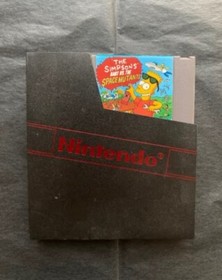 THE
SIMPSONS
BART VS. THE
SPACE MUTANTS
Nintendo®